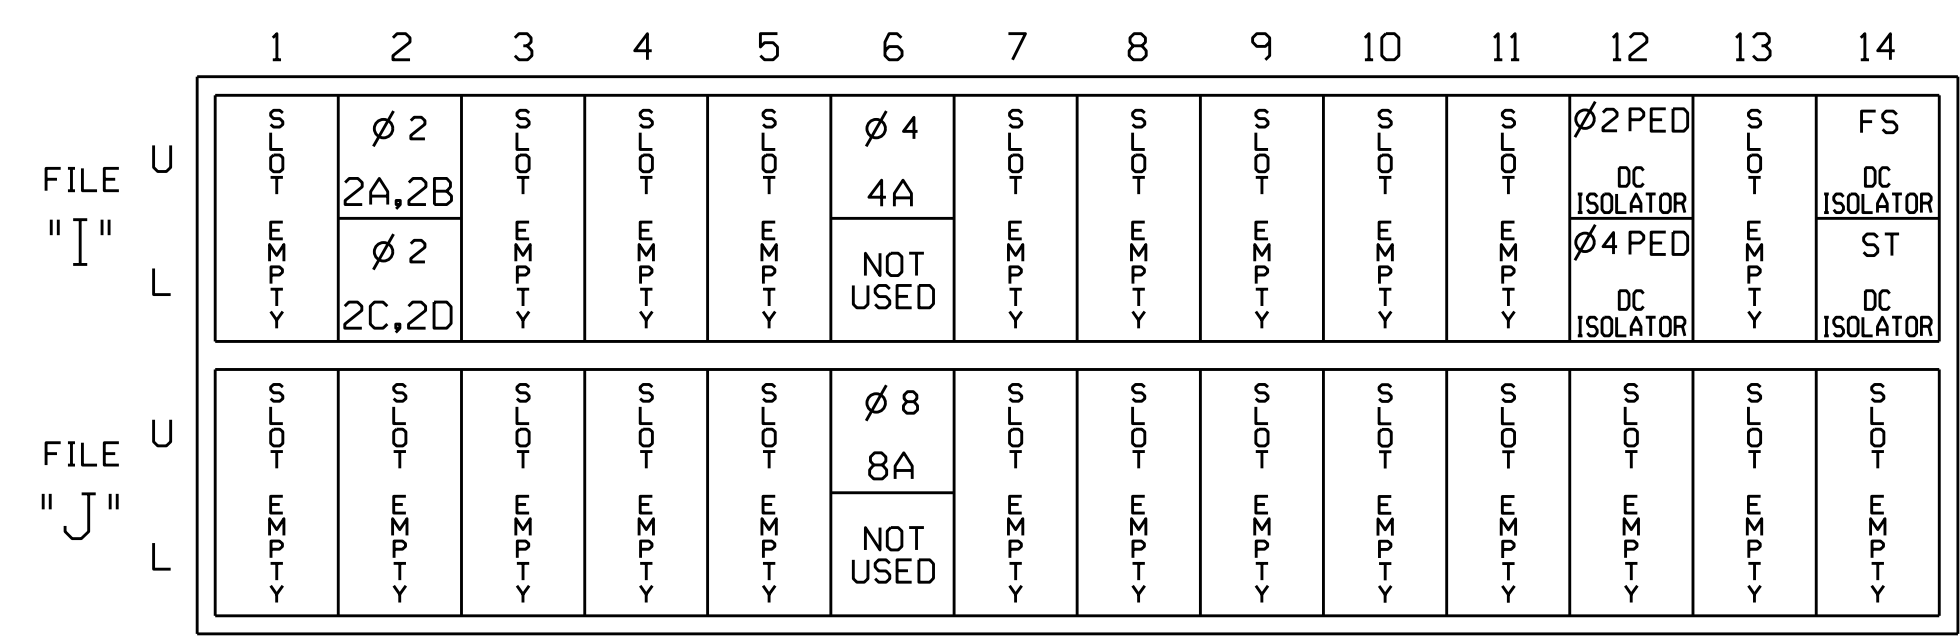 1 2 3 4 5 6 7 8 9 10 11 12 13 14
FILE "I"
U
L
SLOT EMPTY
Ø 2
2A,2B
Ø 2
2C,2D
SLOT EMPTY
SLOT EMPTY
SLOT EMPTY
Ø 4
4A
NOT
USED
SLOT EMPTY
SLOT EMPTY
SLOT EMPTY
SLOT EMPTY
SLOT EMPTY
Ø2 PED
DC
ISOLATOR
Ø4 PED
DC
ISOLATOR
SLOT EMPTY
FS
DC
ISOLATOR
ST
DC
ISOLATOR
FILE "J"
U
L
SLOT EMPTY
SLOT EMPTY
SLOT EMPTY
SLOT EMPTY
SLOT EMPTY
Ø 8
8A
NOT
USED
SLOT EMPTY
SLOT EMPTY
SLOT EMPTY
SLOT EMPTY
SLOT EMPTY
SLOT EMPTY
SLOT EMPTY
SLOT EMPTY